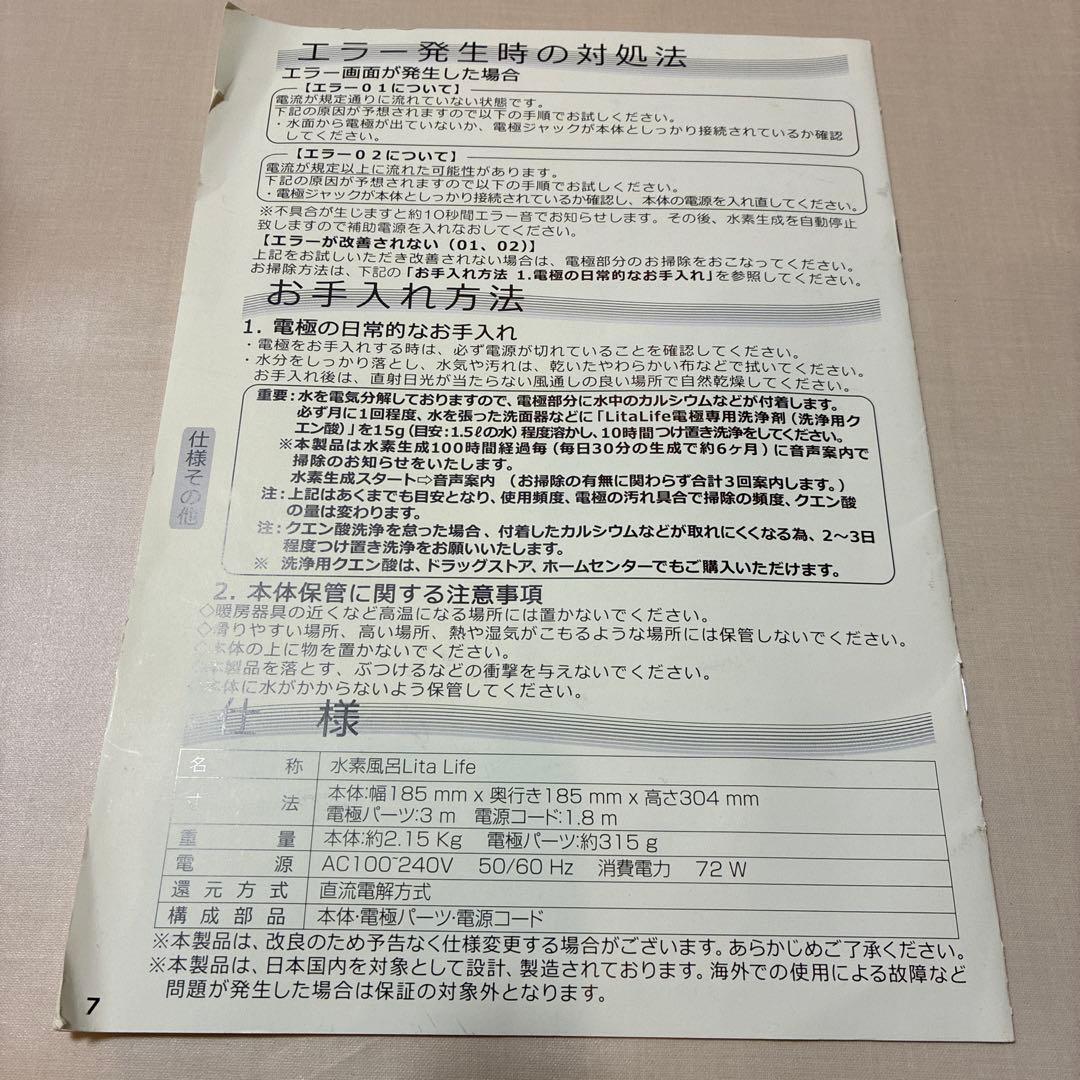 エラー発生時の対処法
エラー画面が発生した場合
【エラー01について】
電流が規定通りに流れていない状態です。
下記の原因が予想されますので以下の手順でお試しください。
・水面から電極が出ていないか、電極ジャックが本体としっかり接続されているか確認
してください。
【エラー02について】
電流が規定以上に流れた可能性があります。
下記の原因が予想されますので以下の手順でお試しください。
・電極ジャックが本体としっかり接続されているか確認し、本体の電源を入れ直してください。
※不具合が生じますと約10秒間エラー音でお知らせします。その後、水素生成を自動停止
致しますので補助電源を入れなおしてください。
【エラーが改善されない(01、02)】
上記をお試しいただき改善されない場合は、電極部分のお掃除をおこなってください。
お掃除方法は、下記の「お手入れ方法 1.電極の日常的なお手入れ」を参照してください。
お手入れ方法
1. 電極の日常的なお手入れ
・電極をお手入れする時は、必ず電源が切れていることを確認してください。
・水分をしっかり落とし、水気や汚れは、乾いたやわらかい布などで拭いてください。
お手入れ後は、直射日光が当たらない風通しの良い場所で自然乾燥してください。
重要:水を電気分解しておりますので、電極部分に水中のカルシウムなどが付着します。
必ず月に1回程度、水を張った洗面器などに「LitaLife電極専用洗浄剤(洗浄用ク
エン酸)」を15g(目安:1.5ℓの水)程度溶かし、10時間つけ置き洗浄をしてください。
※本製品は水素生成100時間経過毎(毎日30分の生成で約6ヶ月)に音声案内で
掃除のお知らせをいたします。
水素生成スタート⇨音声案内 (お掃除の有無に関わらず合計3回案内します。)
注:上記はあくまでも目安となり、使用頻度、電極の汚れ具合で掃除の頻度、クエン酸
の量は変わります。
注:クエン酸洗浄を怠った場合、付着したカルシウムなどが取れにくくなる為、2〜3日
程度つけ置き洗浄をお願いいたします。
※ 洗浄用クエン酸は、ドラッグストア、ホームセンターでもご購入いただけます。
仕様その他
2. 本体保管に関する注意事項
◇暖房器具の近くなど高温になる場所には置かないでください。
◇滑りやすい場所、高い場所、熱や湿気がこもるような場所には保管しないでください。
◇本体の上に物を置かないでください。
◇本製品を落とす、ぶつけるなどの衝撃を与えないでください。
◇本体に水がかからないよう保管してください。
仕 様
名 称 水素風呂Lita Life
寸 法 本体:幅185 mm x 奥行き185 mm x 高さ304 mm
電極パーツ:3 m 電源コード:1.8 m
重 量 本体:約2.15 Kg 電極パーツ:約315 g
電 源 AC100~240V 50/60 Hz 消費電力 72 W
還元方式 直流電解方式
構成部品 本体・電極パーツ・電源コード
※本製品は、改良のため予告なく仕様変更する場合がございます。あらかじめご了承ください。
※本製品は、日本国内を対象として設計、製造されております。海外での使用による故障など
問題が発生した場合は保証の対象外となります。
7